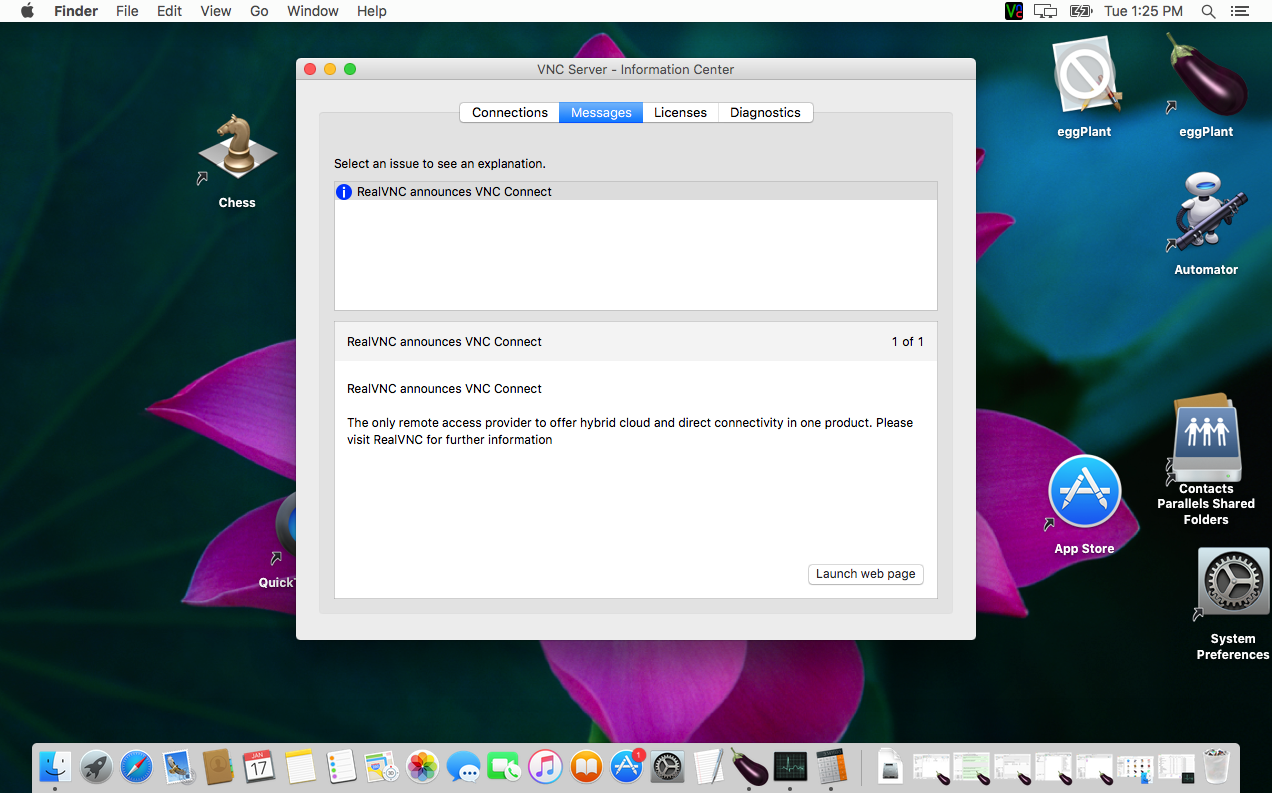 Finder File Edit View Go Window Help
Tue 1:25 PM
VNC Server - Information Center
Connections Messages Licenses Diagnostics
Select an issue to see an explanation.
RealVNC announces VNC Connect
RealVNC announces VNC Connect 1 of 1
RealVNC announces VNC Connect
The only remote access provider to offer hybrid cloud and direct connectivity in one product. Please
visit RealVNC for further information
Launch web page
Chess
eggPlant
eggPlant
Automator
Contacts
Parallels Shared
Folders
App Store
System
Preferences
QuickT
JAN
17
1